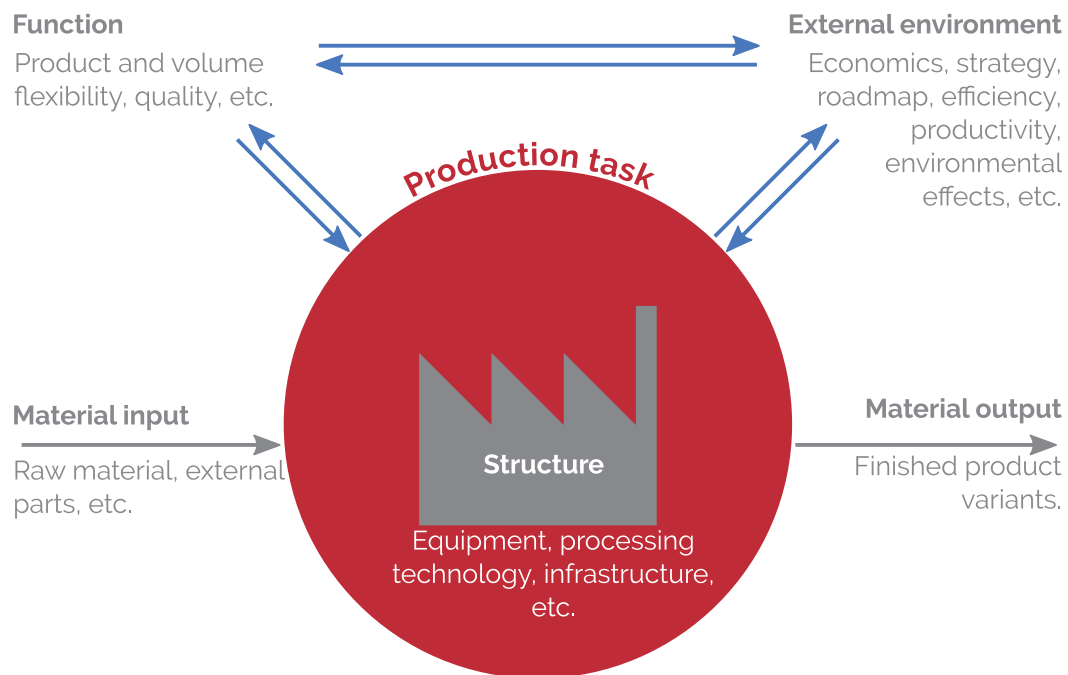 Function
Product and volume
flexibility, quality, etc.
External environment
Economics, strategy,
roadmap, efficiency,
productivity,
environmental
effects, etc.
Production task
Material input
Raw material, external
parts, etc.
Structure
Equipment, processing
technology, infrastructure,
etc.
Material output
Finished product
variants.